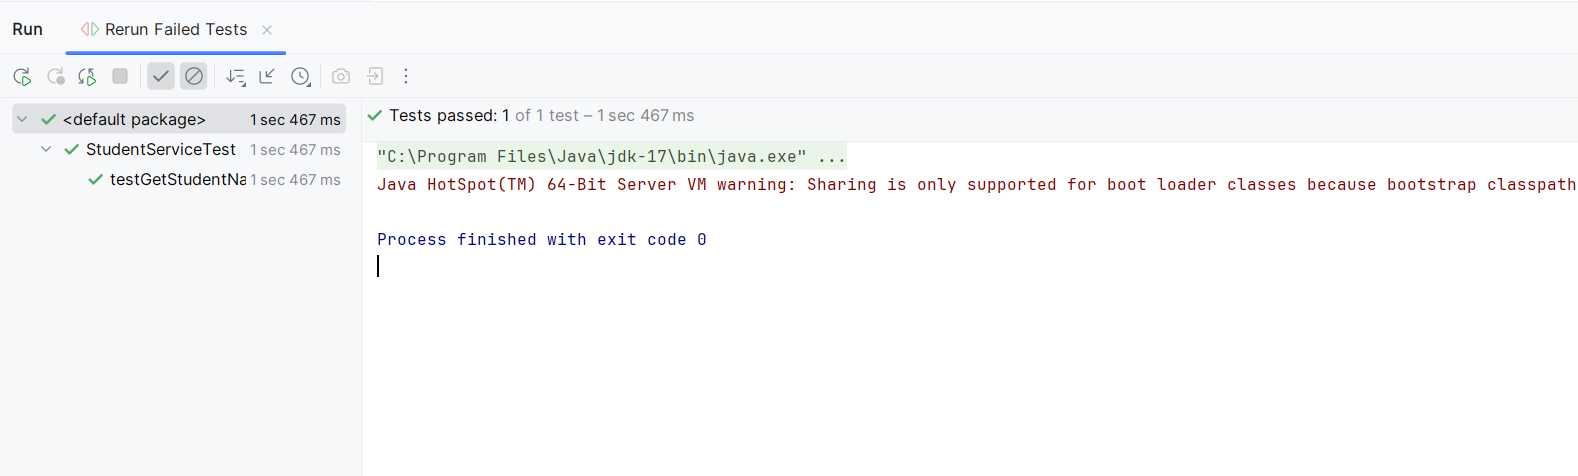 Run Rerun Failed Tests
<default package> 1 sec 467 ms
StudentServiceTest 1 sec 467 ms
testGetStudentNa 1 sec 467 ms
Tests passed: 1 of 1 test – 1 sec 467 ms
"C:\Program Files\Java\jdk-17\bin\java.exe" ...
Java HotSpot(TM) 64-Bit Server VM warning: Sharing is only supported for boot loader classes because bootstrap classpath
Process finished with exit code 0